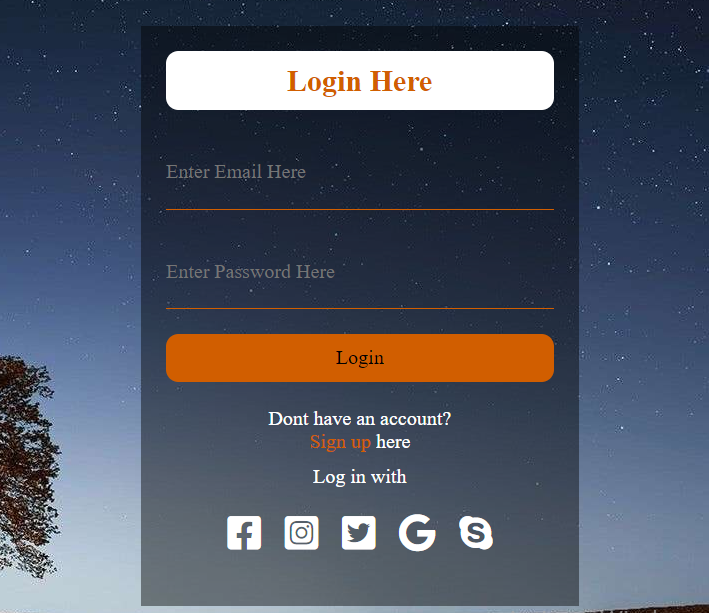 Login Here
Enter Email Here
Enter Password Here
Login
Dont have an account?
Sign up here
Log in with